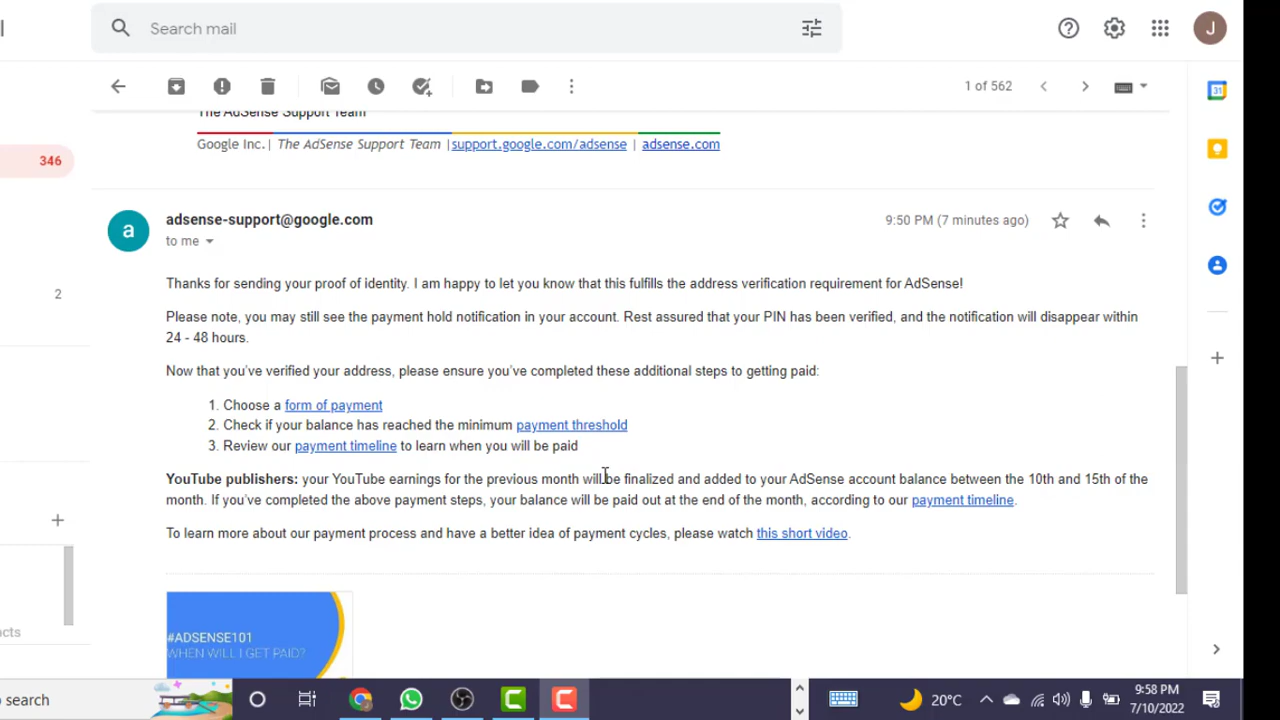 Search mail
J
1 of 562
31
346
The AdSense Support Team
Google Inc.| The AdSense Support Team |support.google.com/adsense | adsense.com
a
adsense-support@google.com
9:50 PM (7 minutes ago)
to me
2
Thanks for sending your proof of identity. I am happy to let you know that this fulfills the address verification requirement for AdSense!
Please note, you may still see the payment hold notification in your account. Rest assured that your PIN has been verified, and the notification will disappear within
24 - 48 hours.
Now that you've verified your address, please ensure you've completed these additional steps to getting paid:
1. Choose a form of payment
2. Check if your balance has reached the minimum payment threshold
3. Review our payment timeline to learn when you will be paid
YouTube publishers: your YouTube earnings for the previous month will be finalized and added to your AdSense account balance between the 10th and 15th of the
month. If you've completed the above payment steps, your balance will be paid out at the end of the month, according to our payment timeline.
To learn more about our payment process and have a better idea of payment cycles, please watch this short video.
#ADSENSE101
WHEN WILL I GET PAID?
search
20°C
9:58 PM
7/10/2022